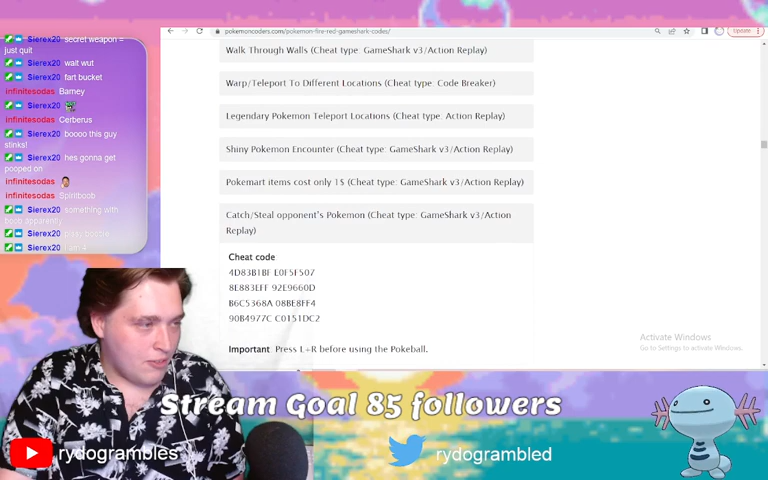 Sierex20 secret weapon =
just quit
Sierex20 wait wut
Sierex20 fart bucket
infinitesodas Barney
Sierex20
infinitesodas Cerberus
Sierex20 boooo this guy
stinks!
Sierex20 hes gonna get
pooped on
infinitesodas
infinitesodas Spiritboob
Sierex20 something with
boob apparently
Sierex20
Sierex20
pokemoncoders.com/pokemon-fire-red-gameshark-codes/
Update
Walk Through Walls (Cheat type: GameShark v3/Action Replay)
Warp/Teleport To Different Locations (Cheat type: Code Breaker)
Legendary Pokemon Teleport Locations (Cheat type: Action Replay)
Shiny Pokemon Encounter (Cheat type: GameShark v3/Action Replay)
Pokemart items cost only 1$ (Cheat type: GameShark v3/Action Replay)
Catch/Steal opponent's Pokemon (Cheat type: GameShark v3/Action
Replay)
Cheat code
4D83B1BF E0F5F507
8E883EFF 92E9660D
B6C5368A 08BE8FF4
90B4977C C0151DC2
Important Press L+R before using the Pokeball.
Activate Windows
Go to Settings to activate Windows.
Stream Goal 85 followers
rydogrambles
rydogrambled